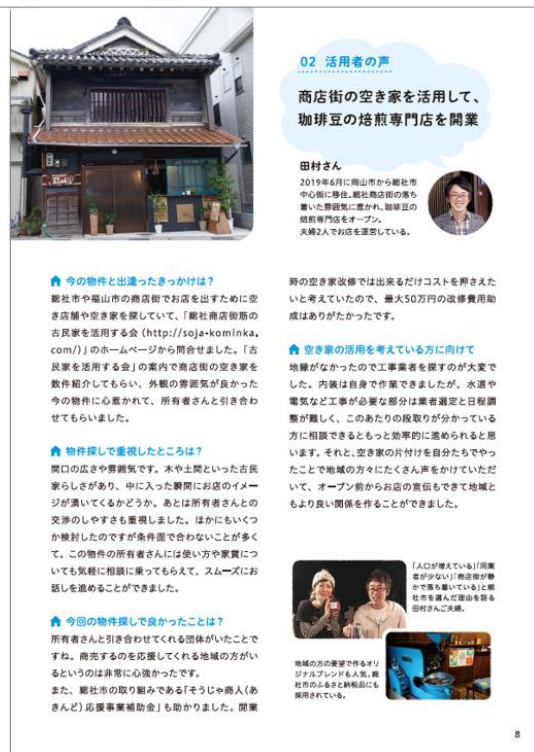 02 活用者の声
商店街の空き家を活用して、
珈琲豆の焙煎専門店を開業
田村さん
2019年6月に岡山市から総社市
中心街に移住。総社商店街の落ち
着いた雰囲気に惹かれ、珈琲豆の
焙煎専門店をオープン。
夫婦2人でお店を運営している。
今の物件と出逢ったきっかけは?
総社市や福山市の商店街でお店を出すために空
き店舗や空き家を探していて、「総社商店街筋の
古民家を活用する会(http://soja-kominka.
com/)」のホームページから問合せました。「古
民家を活用する会」の案内で商店街の空き家を
数件紹介してもらい、外観の雰囲気が良かった
今の物件に心惹かれて、所有者さんと引き合わ
せてもらいました。
物件探しで重視したところは?
間口の広さや雰囲気です。木や土間といった古民
家らしさがあり、中に入った瞬間にお店のイメー
ジが湧いてくるかどうか。あとは所有者さんとの
交渉のしやすさも重視しました。ほかにもいくつ
か検討したのですが条件面で合わないことが多く
て。この物件の所有者さんには使い方や家賃につ
いても気軽に相談に乗ってもらえて、スムーズにお
話しを進めることができました。
今回の物件探しで良かったことは?
所有者さんと引き合わせてくれる団体がいたことで
すね。商売するのを応援してくれる地域の方がい
るというのは非常に心強かったです。
また、総社市の取り組みである「そうじゃ商人(あ
きんど)応援事業補助金」も助かりました。開業
時の空き家改修では出来るだけコストを押さえた
いと考えていたので、最大50万円の改修費用助
成はありがたかったです。
空き家の活用を考えている方に向けて
地縁がなかったので工事業者を探すのが大変で
した。内装は自身で作業できましたが、水道や
電気など工事が必要な部分は業者選定と日程調
整が難しく、このあたりの段取りが分かっている
方に相談できるともっと効率的に進められると思
います。それと、空き家の片付けを自分たちでやっ
たことで地域の方々にたくさん声をかけていただ
いて、オープン前からお店の宣伝もできて地域と
もより良い関係を作ることができました。
「人口が増えている」「同業
者が少ない」「商店街が静
かで落ち着いている」と総
社市を選んだ理由を語る
田村さんご夫婦。
地域の方の要望で作るオリ
ジナルブレンドも人気。総
社市のふるさと納税品にも
採用されている。
8